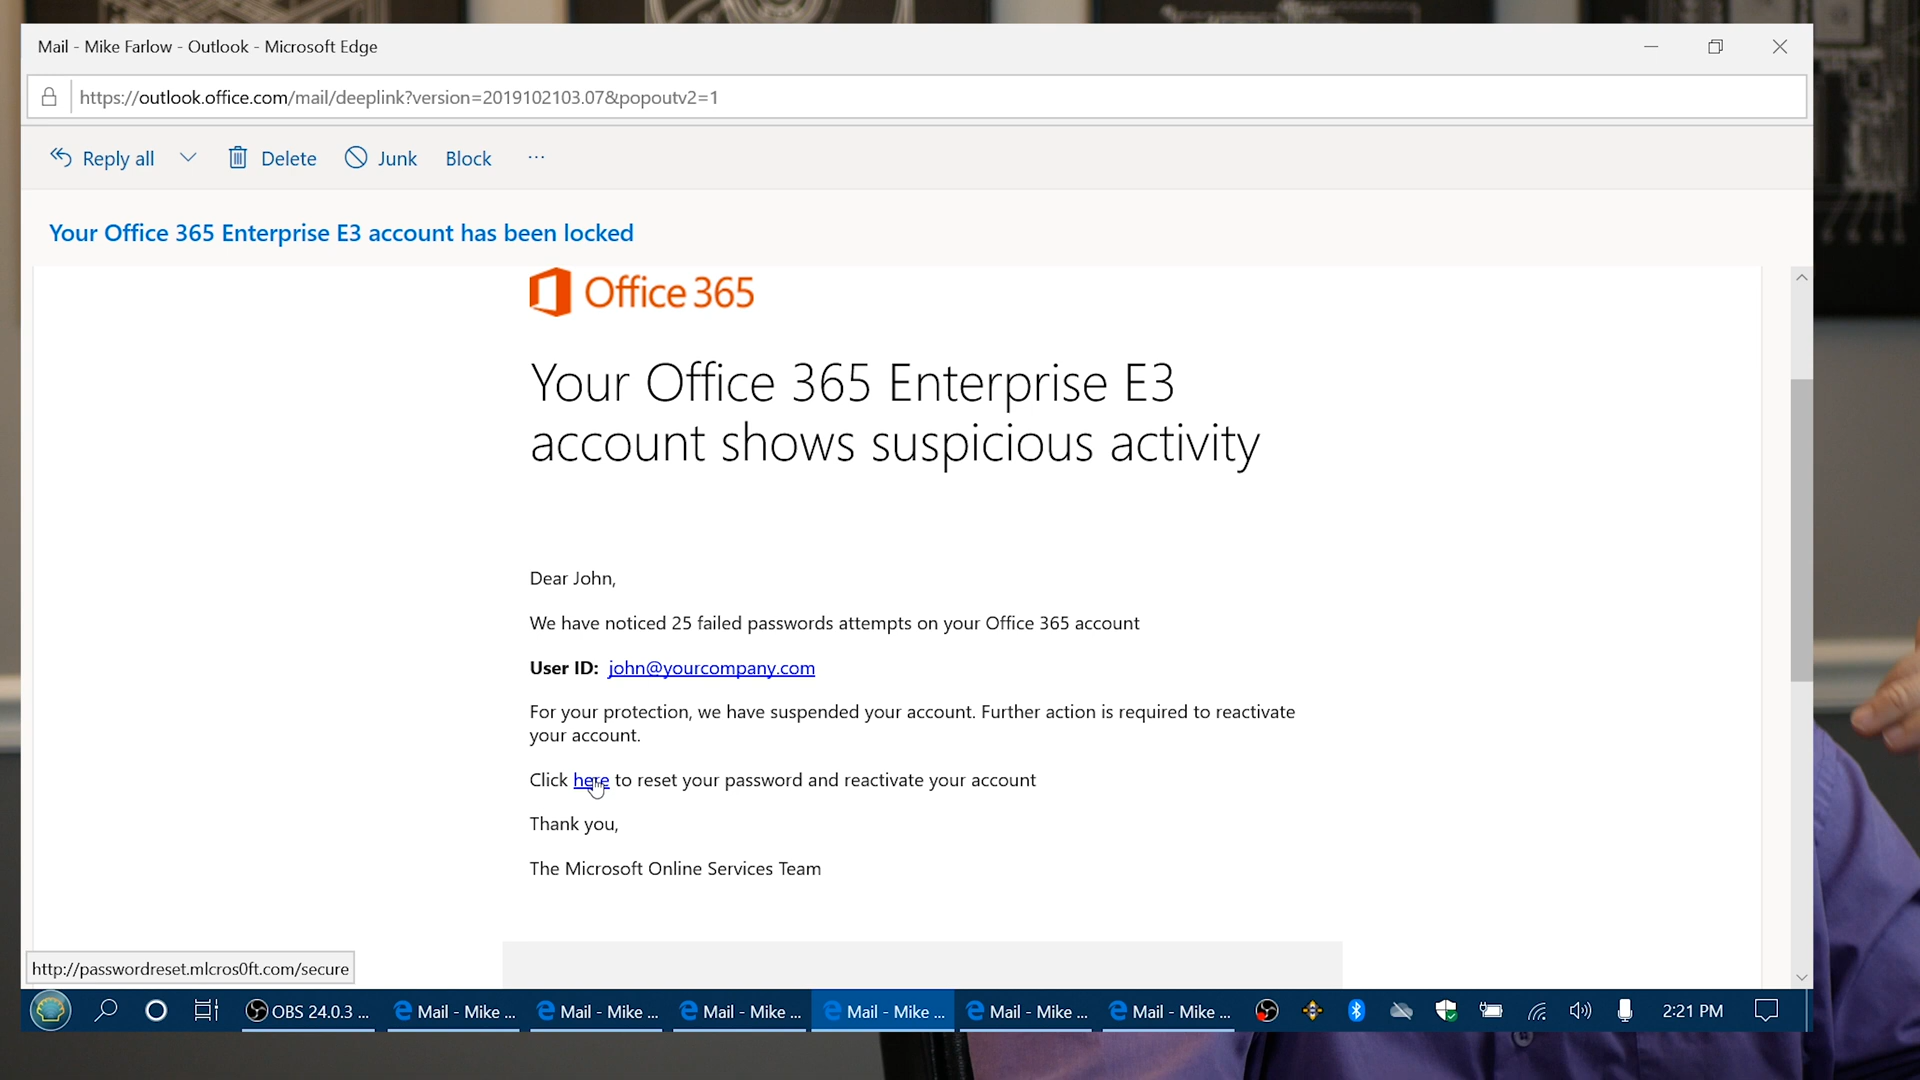 Mail - Mike Farlow - Outlook - Microsoft Edge
https://outlook.office.com/mail/deeplink?version=2019102103.07&popoutv2=1
Reply all
Delete
Junk
Block
...
Your Office 365 Enterprise E3 account has been locked
Office 365
Your Office 365 Enterprise E3
account shows suspicious activity
Dear John,
We have noticed 25 failed passwords attempts on your Office 365 account
User ID: john@yourcompany.com
For your protection, we have suspended your account. Further action is required to reactivate
your account.
Click here to reset your password and reactivate your account
Thank you,
The Microsoft Online Services Team
http://passwordreset.mlcros0ft.com/secure
OBS 24.0.3 ...
Mail - Mike ...
Mail - Mike ...
Mail - Mike ...
Mail - Mike ...
Mail - Mike ...
Mail - Mike ...
2:21 PM